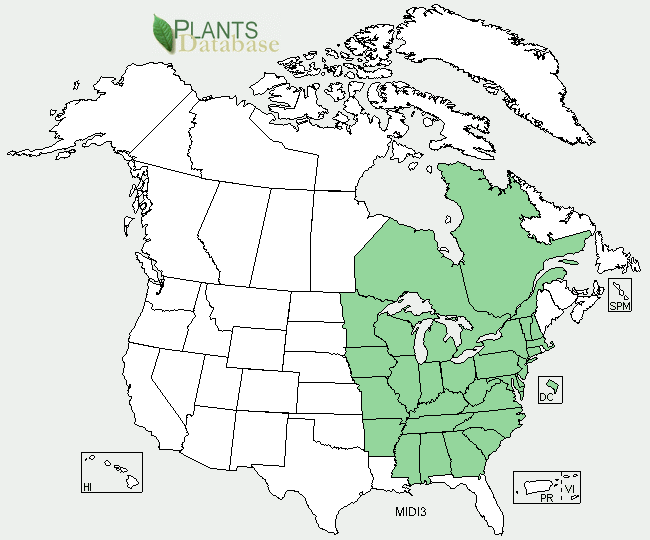 PLANTS
Database
SPM
DC
HI
PR
VI
MIDI3